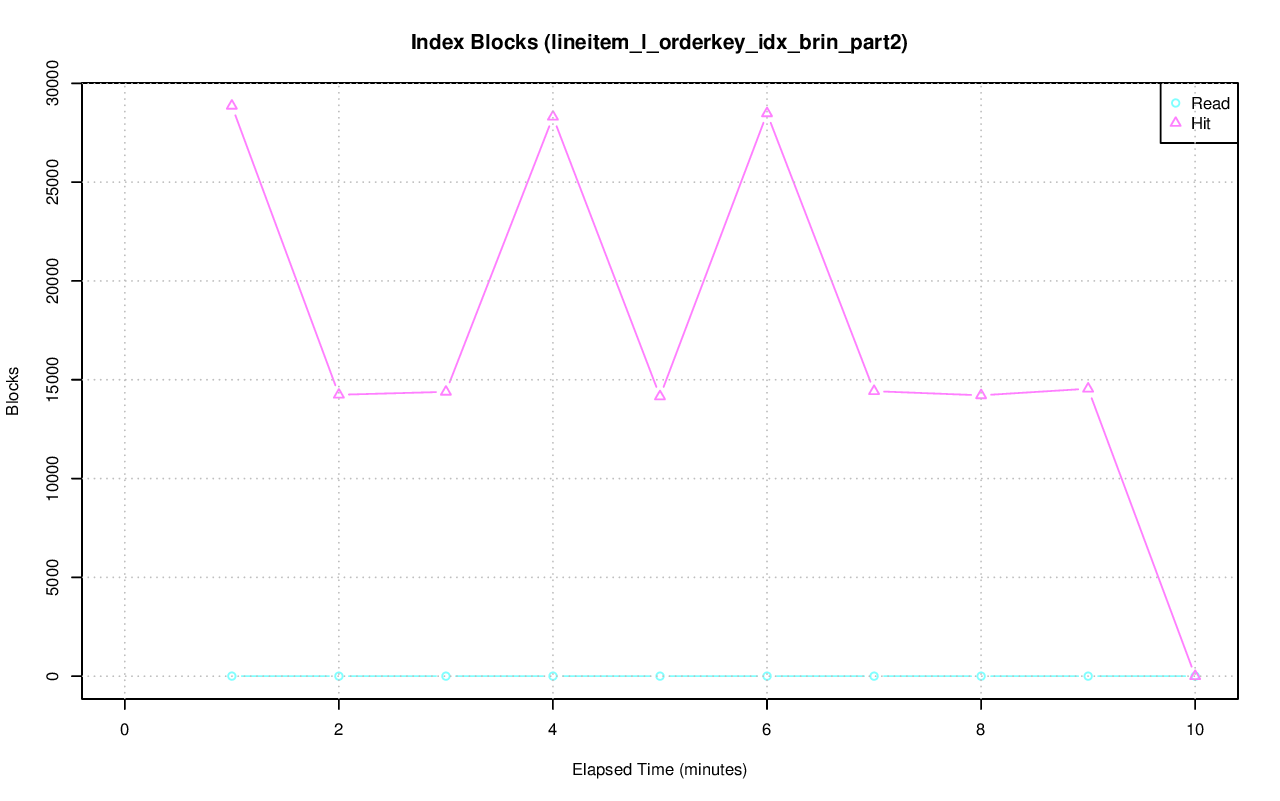 Index Blocks (lineitem_l_orderkey_idx_brin_part2)
Read
Hit
30000
25000
20000
15000
10000
5000
0
Blocks
0 2 4 6 8 10
Elapsed Time (minutes)